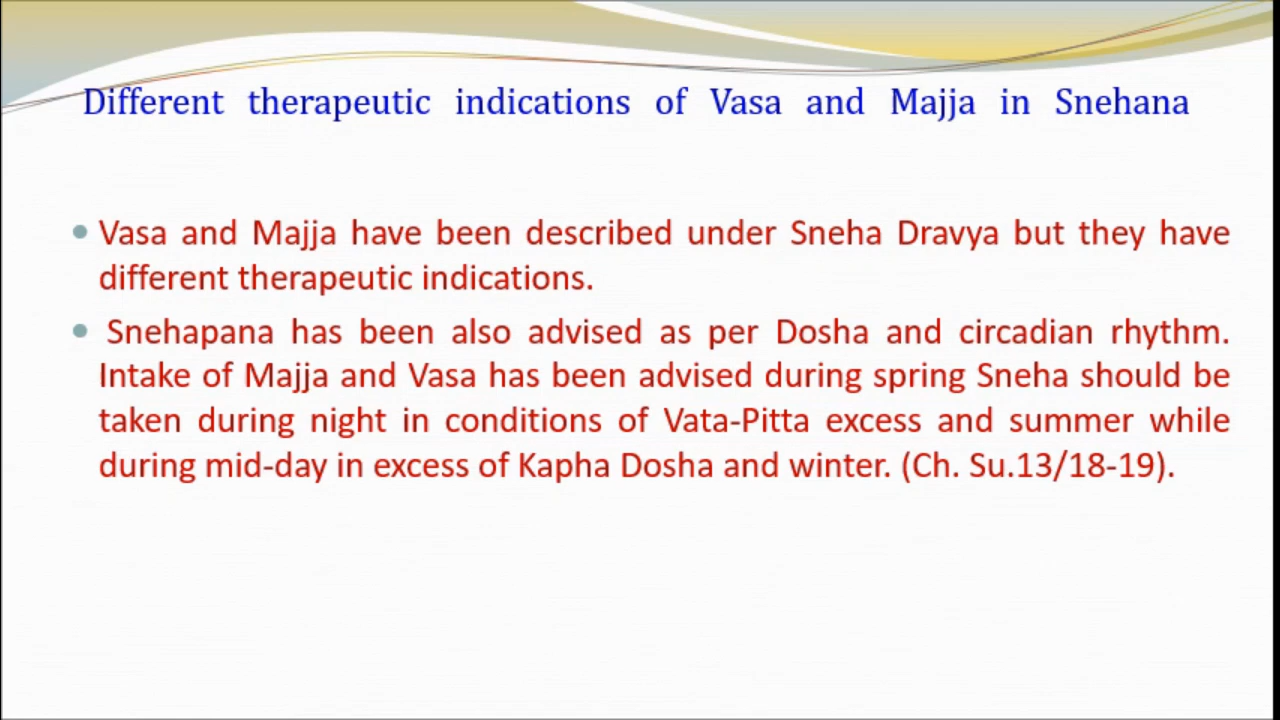 Different therapeutic indications of Vasa and Majja in Snehana
• Vasa and Majja have been described under Sneha Dravya but they have
different therapeutic indications.
• Snehapana has been also advised as per Dosha and circadian rhythm.
Intake of Majja and Vasa has been advised during spring Sneha should be
taken during night in conditions of Vata-Pitta excess and summer while
during mid-day in excess of Kapha Dosha and winter. (Ch. Su.13/18-19).